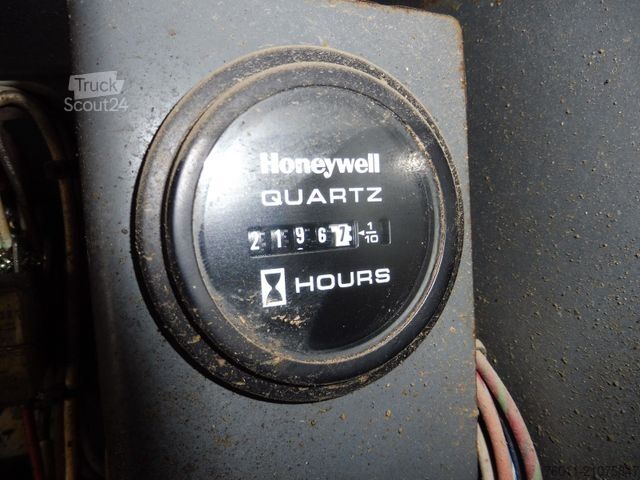 Truck
Scout24
Honeywell
QUARTZ
21967 ◄1/10
HOURS